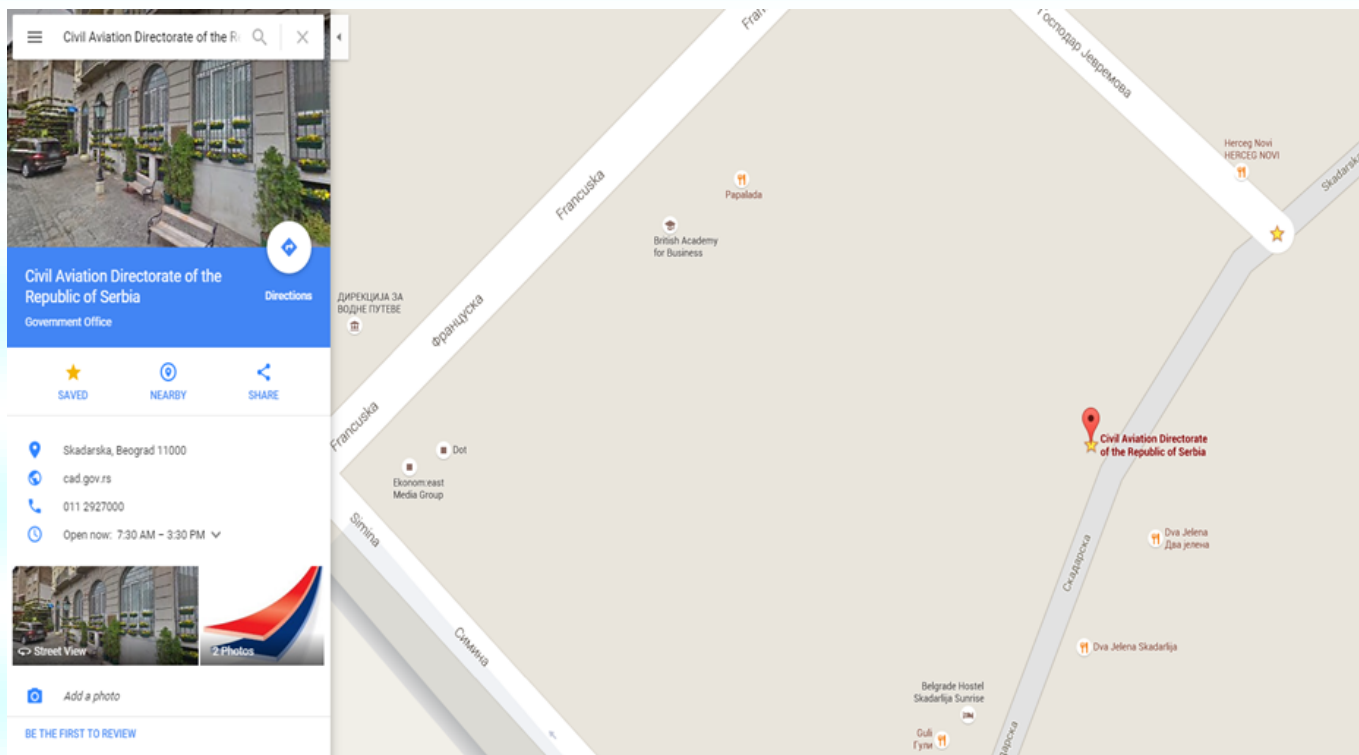 Civil Aviation Directorate of the R
Civil Aviation Directorate of the
Republic of Serbia
Directions
Government Office
SAVED
NEARBY
SHARE
Skadarska, Beograd 11000
cad.gov.rs
011 2927000
Open now: 7:30 AM – 3:30 PM
Street View
2 Photos
Add a photo
BE THE FIRST TO REVIEW
Fran
Господар Јевремова
Herceg Novi
HERCEG NOVI
Skadarska
Francuska
Papalada
British Academy
for Business
ДИРЕКЦИЈА ЗА
ВОДНЕ ПУТЕВЕ
Француска
Francuska
Dot
Ekonom:east
Media Group
Simina
Симина
Civil Aviation Directorate
of the Republic of Serbia
Dva Jelena
Два јелена
Скадарска
Dva Jelena Skadarlija
Belgrade Hostel
Skadarlija Sunrise
Guli
Гули
дарска